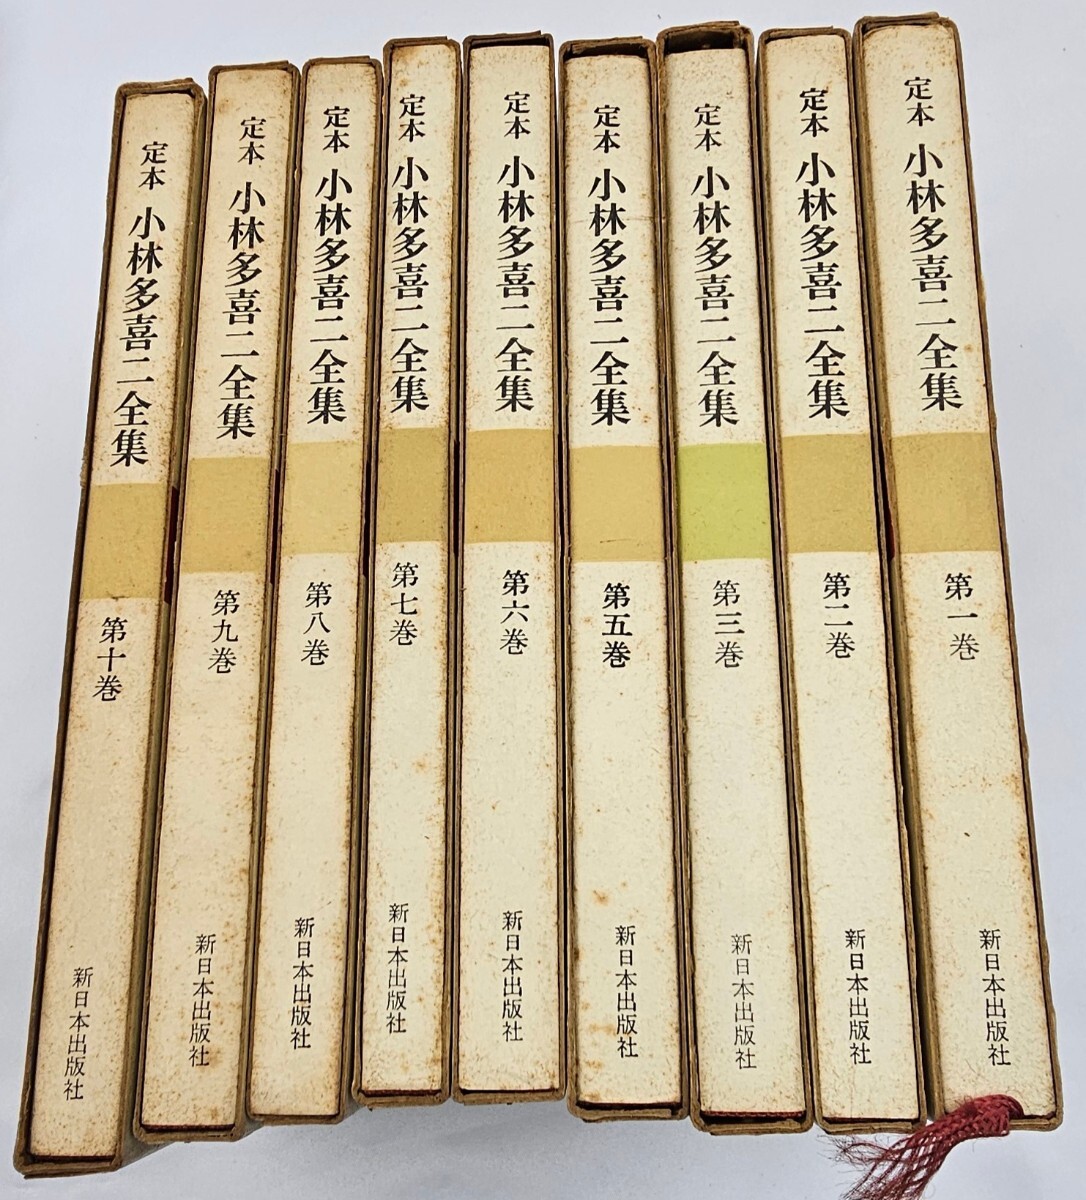 定本 小林多喜二全集 第一巻 新日本出版社
定本 小林多喜二全集 第二巻 新日本出版社
定本 小林多喜二全集 第三巻 新日本出版社
定本 小林多喜二全集 第五巻 新日本出版社
定本 小林多喜二全集 第六巻 新日本出版社
定本 小林多喜二全集 第七巻 新日本出版社
定本 小林多喜二全集 第八巻 新日本出版社
定本 小林多喜二全集 第九巻 新日本出版社
定本 小林多喜二全集 第十巻 新日本出版社